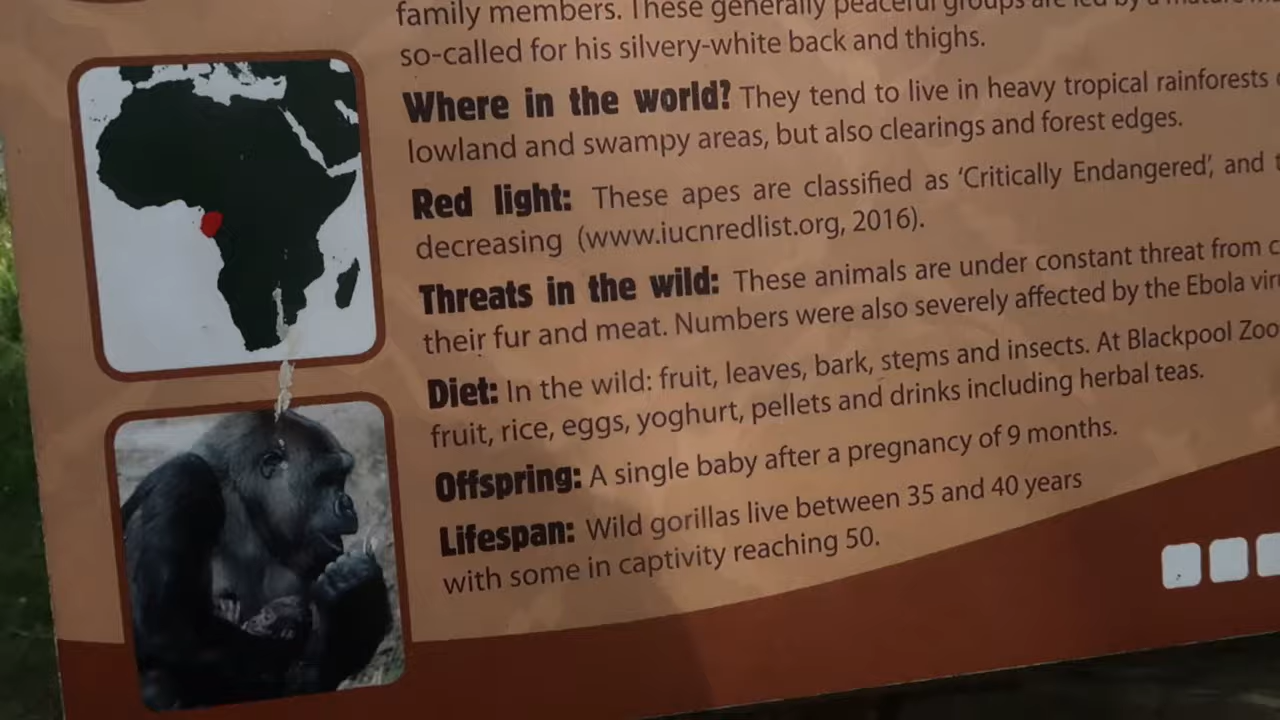 family members. These generally peaceful groups are led by a mature
so-called for his silvery-white back and thighs.
Where in the world? They tend to live in heavy tropical rainforests
lowland and swampy areas, but also clearings and forest edges.
Red light: These apes are classified as ‘Critically Endangered’, and
decreasing (www.iucnredlist.org, 2016).
Threats in the wild: These animals are under constant threat from
their fur and meat. Numbers were also severely affected by the Ebola
Diet: In the wild: fruit, leaves, bark, stems and insects. At Blackpool Zoo
fruit, rice, eggs, yoghurt, pellets and drinks including herbal teas.
Offspring: A single baby after a pregnancy of 9 months.
Lifespan: Wild gorillas live between 35 and 40 years
with some in captivity reaching 50.